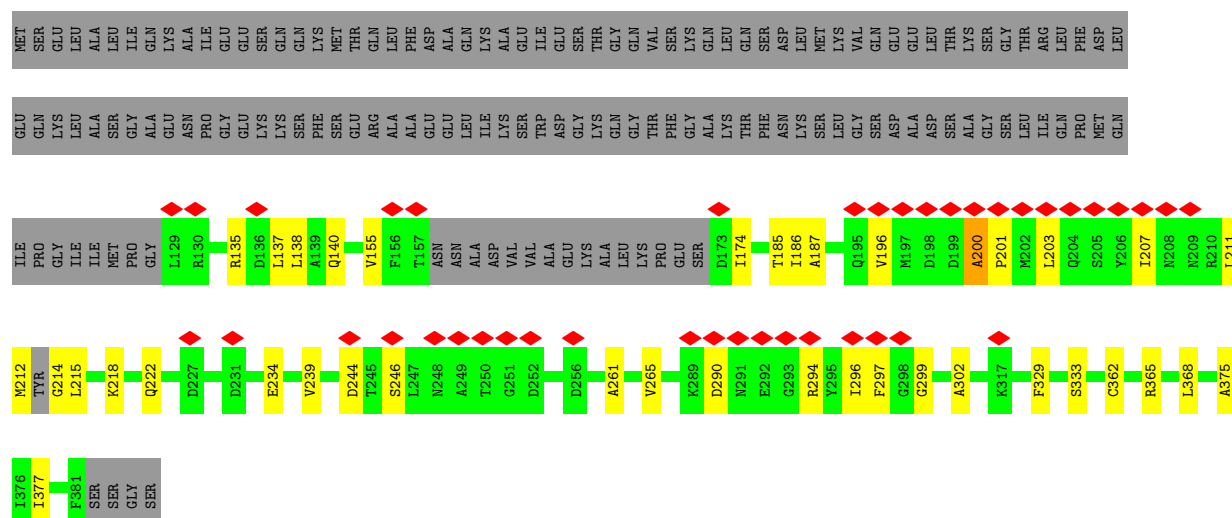 MET SER GLU LEU ALA LEU ILE GLN LYS ALA ILE GLU GLU SER GLN GLN LYS MET THR GLN LEU PHE ASP ALA GLN LYS ALA GLU ILE GLU SER THR GLY GLN VAL SER LYS GLN LEU GLN SER ASP LEU MET LYS VAL GLN GLU GLU LEU THR LYS SER GLY THR ARG LEU PHE ASP LEU
GLU GLN LYS LEU ALA SER GLY ALA GLU ASN PRO GLY GLU LYS LYS SER PHE SER GLU ARG ALA ALA GLU GLU LEU ILE LYS SER TRP ASP GLY LYS GLN GLY THR PHE GLY ALA LYS THR PHE ASN LYS SER LEU GLY SER ASP ALA ASP SER ALA GLY SER LEU ILE GLN PRO MET GLN
ILE PRO GLY ILE ILE MET PRO GLY L129 R130 R135 D136 L137 L138 A139 Q140 V155 F156 T157 ASN ASN ALA ASP VAL VAL ALA GLU LYS ALA LEU LYS PRO GLU SER D173 I174 T185 I186 A187 Q195 V196 M197 D198 D199 A200 P201 M202 L203 Q204 S205 Y206 I207 N208 N209 R210 L211
M212 TYR G214 L215 K218 Q222 D227 D231 E234 V239 D244 T245 S246 L247 N248 A249 T250 G251 D252 D256 A261 V265 K289 D290 N291 E292 G293 R294 Y295 I296 F297 G298 G299 A302 K317 F329 S333 C362 R365 L368 A375
I376 I377 F381 SER SER GLY SER